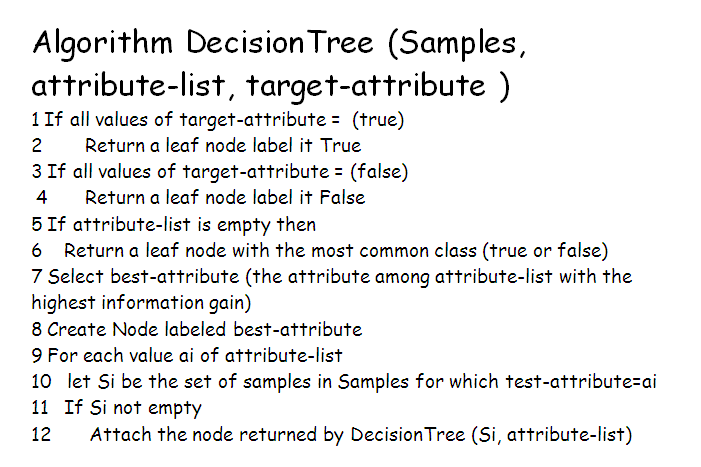 Algorithm DecisionTree (Samples,
attribute-list, target-attribute )
1 If all values of target-attribute = (true)
2 Return a leaf node label it True
3 If all values of target-attribute = (false)
4 Return a leaf node label it False
5 If attribute-list is empty then
6 Return a leaf node with the most common class (true or false)
7 Select best-attribute (the attribute among attribute-list with the
highest information gain)
8 Create Node labeled best-attribute
9 For each value ai of attribute-list
10 let Si be the set of samples in Samples for which test-attribute=ai
11 If Si not empty
12 Attach the node returned by DecisionTree (Si, attribute-list)